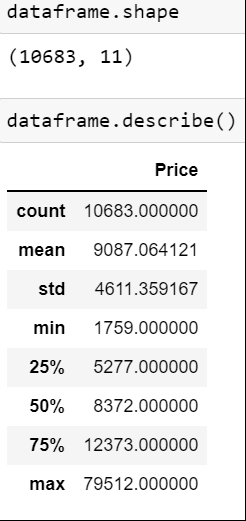 dataframe.shape
(10683, 11)
dataframe.describe()
Price
count 10683.000000
mean 9087.064121
std 4611.359167
min 1759.000000
25% 5277.000000
50% 8372.000000
75% 12373.000000
max 79512.000000